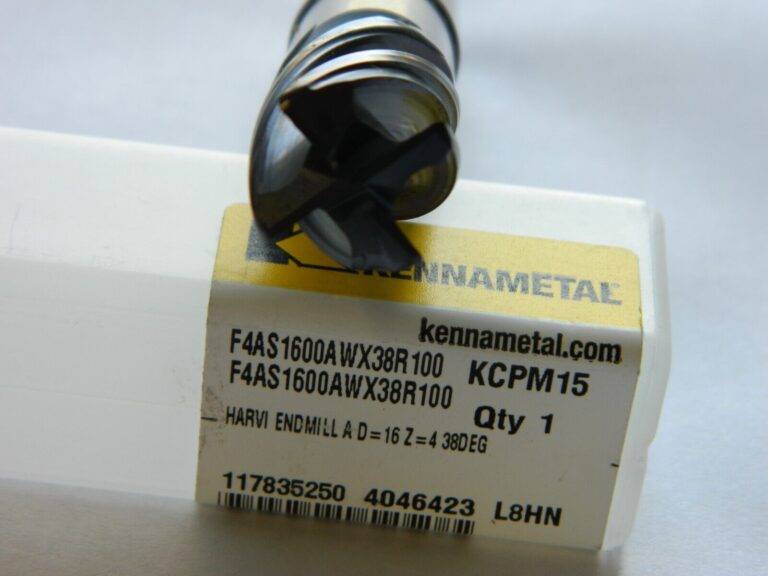 KENNAMETAL
kennametal.com
F4AS1600AWX38R100 KCPM15
F4AS1600AWX38R100
Qty 1
HARVI ENDMILL A D=16 Z=4 38DEG
117835250 4046423 L8HN